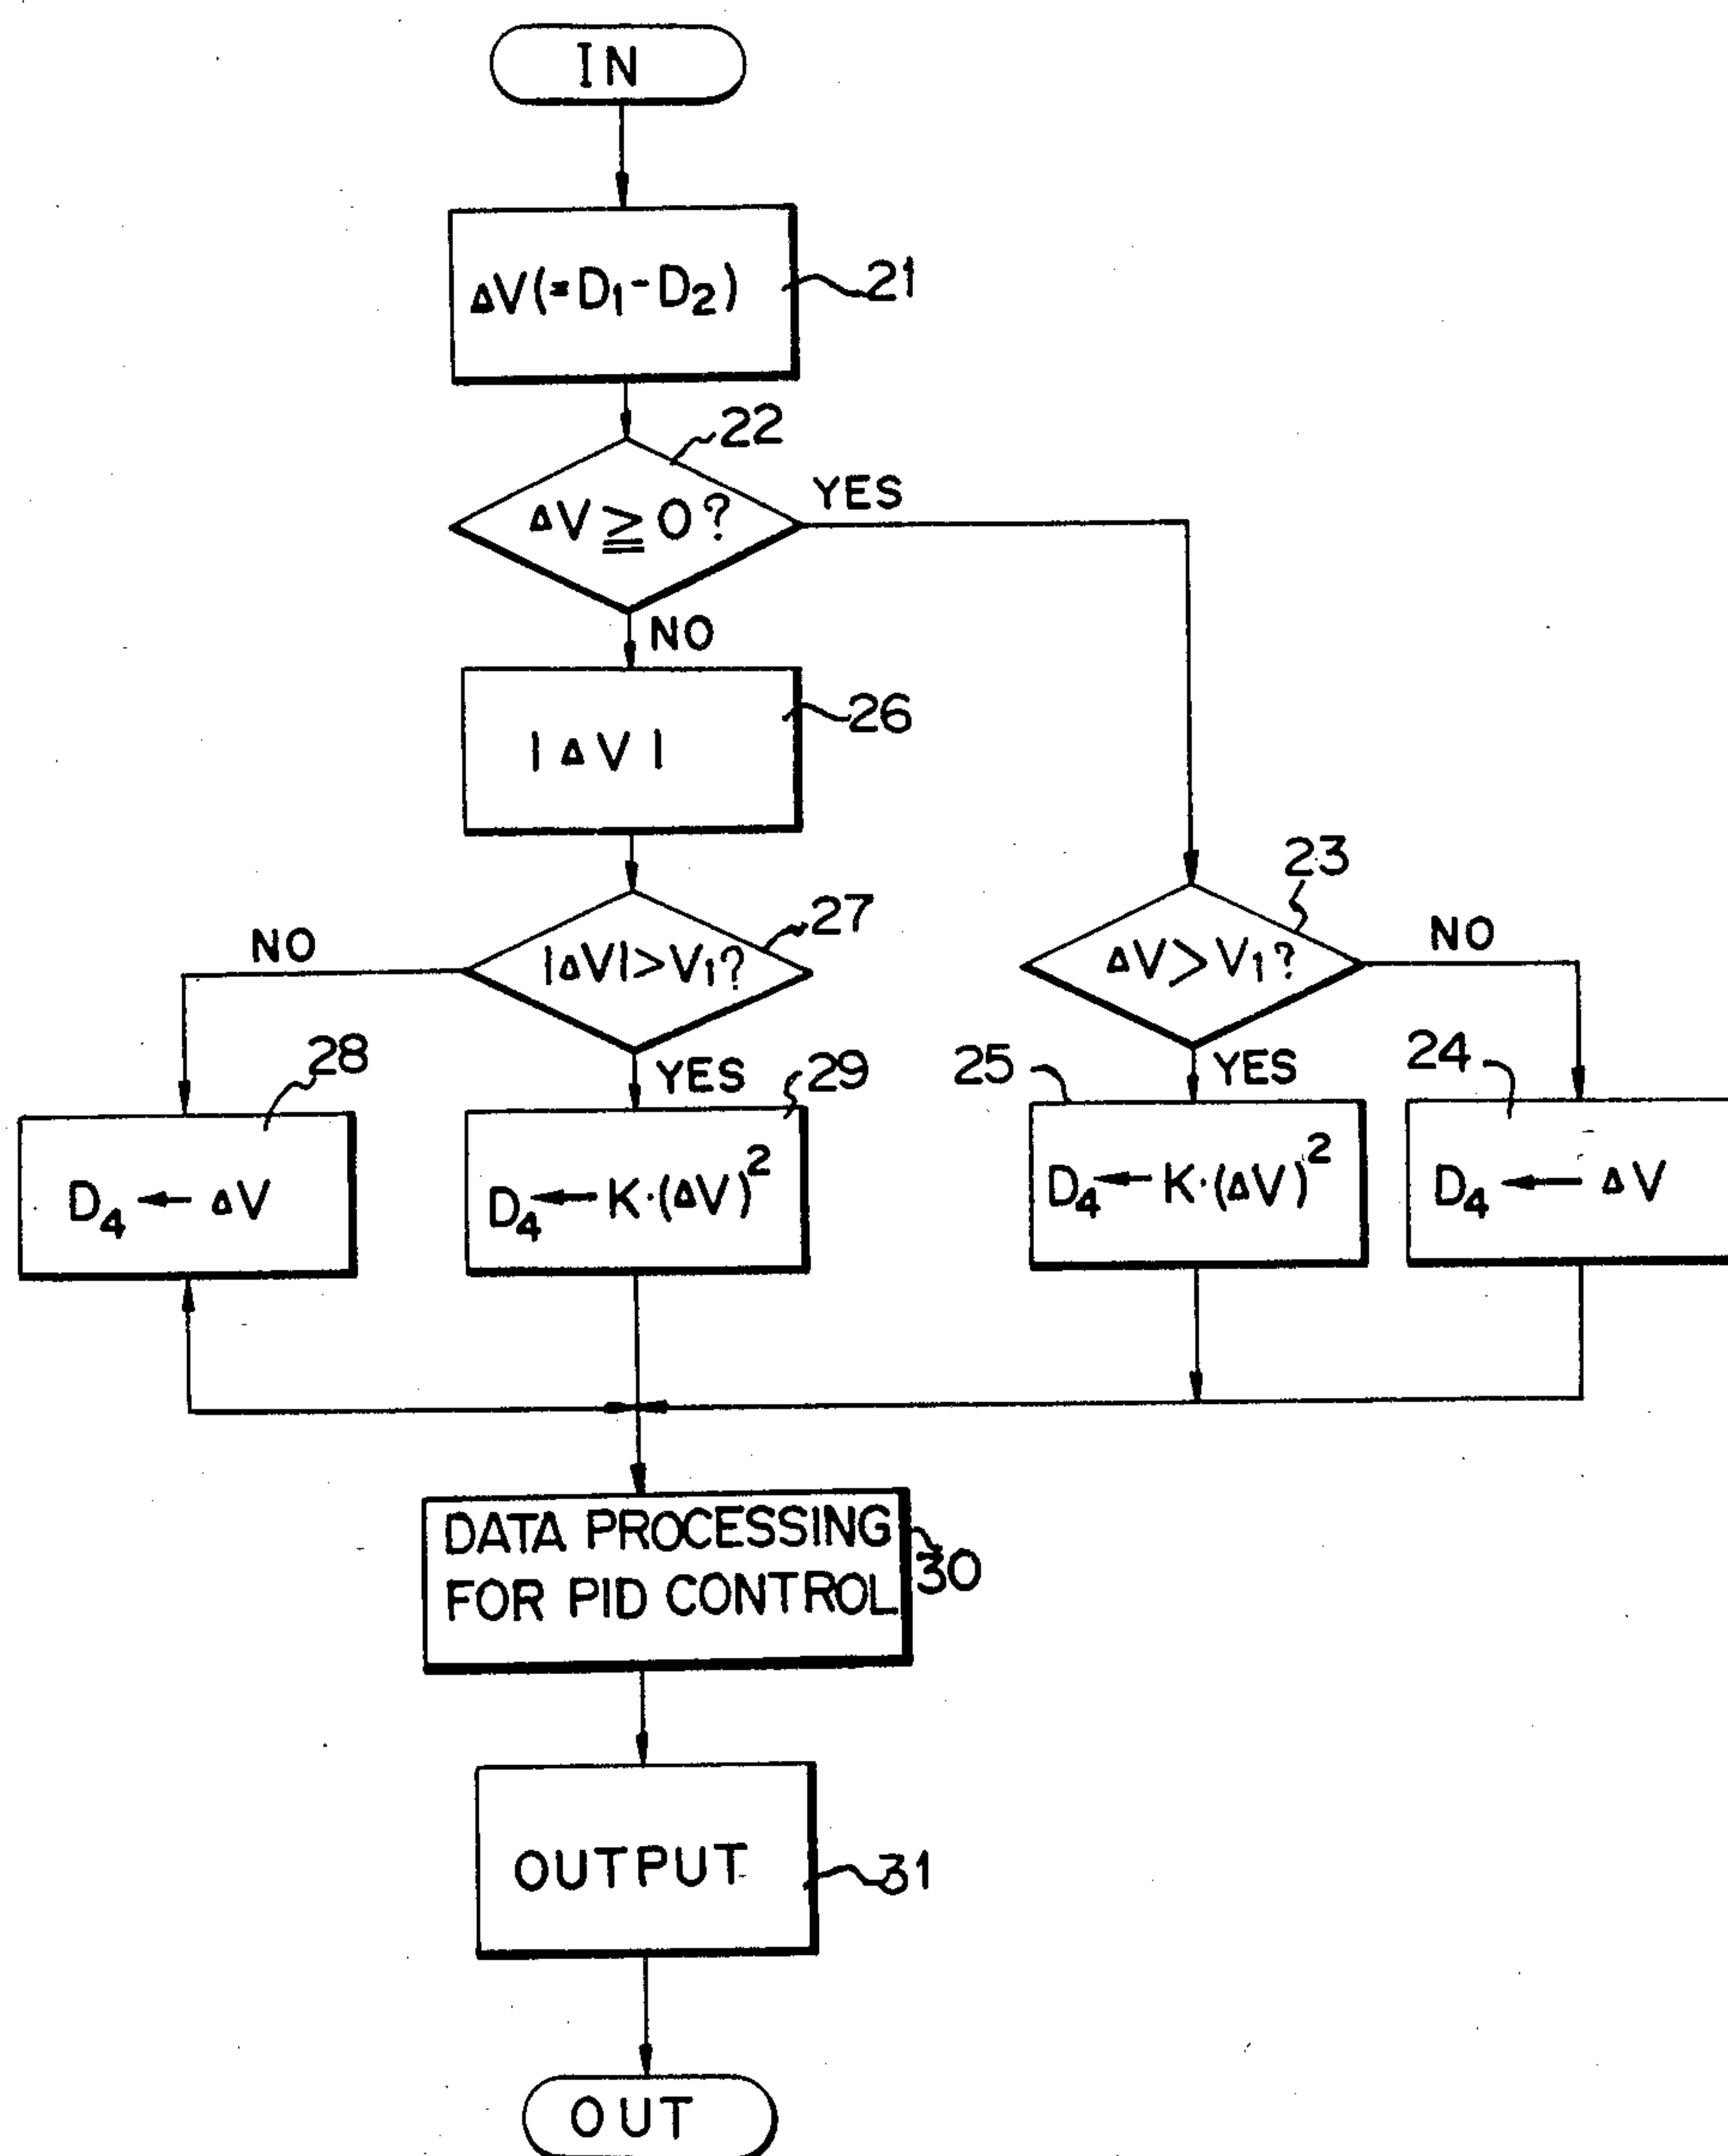 IN
ΔV(=D₁-D₂)
21
22
ΔV≧0?
YES
NO
|ΔV|
26
23
27
NO
|ΔV|>V₁?
ΔV>V₁?
NO
28
YES
29
25
YES
24
D₄←ΔV
D₄←K·(ΔV)²
D₄←K·(ΔV)²
D₄←ΔV
DATA PROCESSING
FOR PID CONTROL
30
OUTPUT
31
OUT